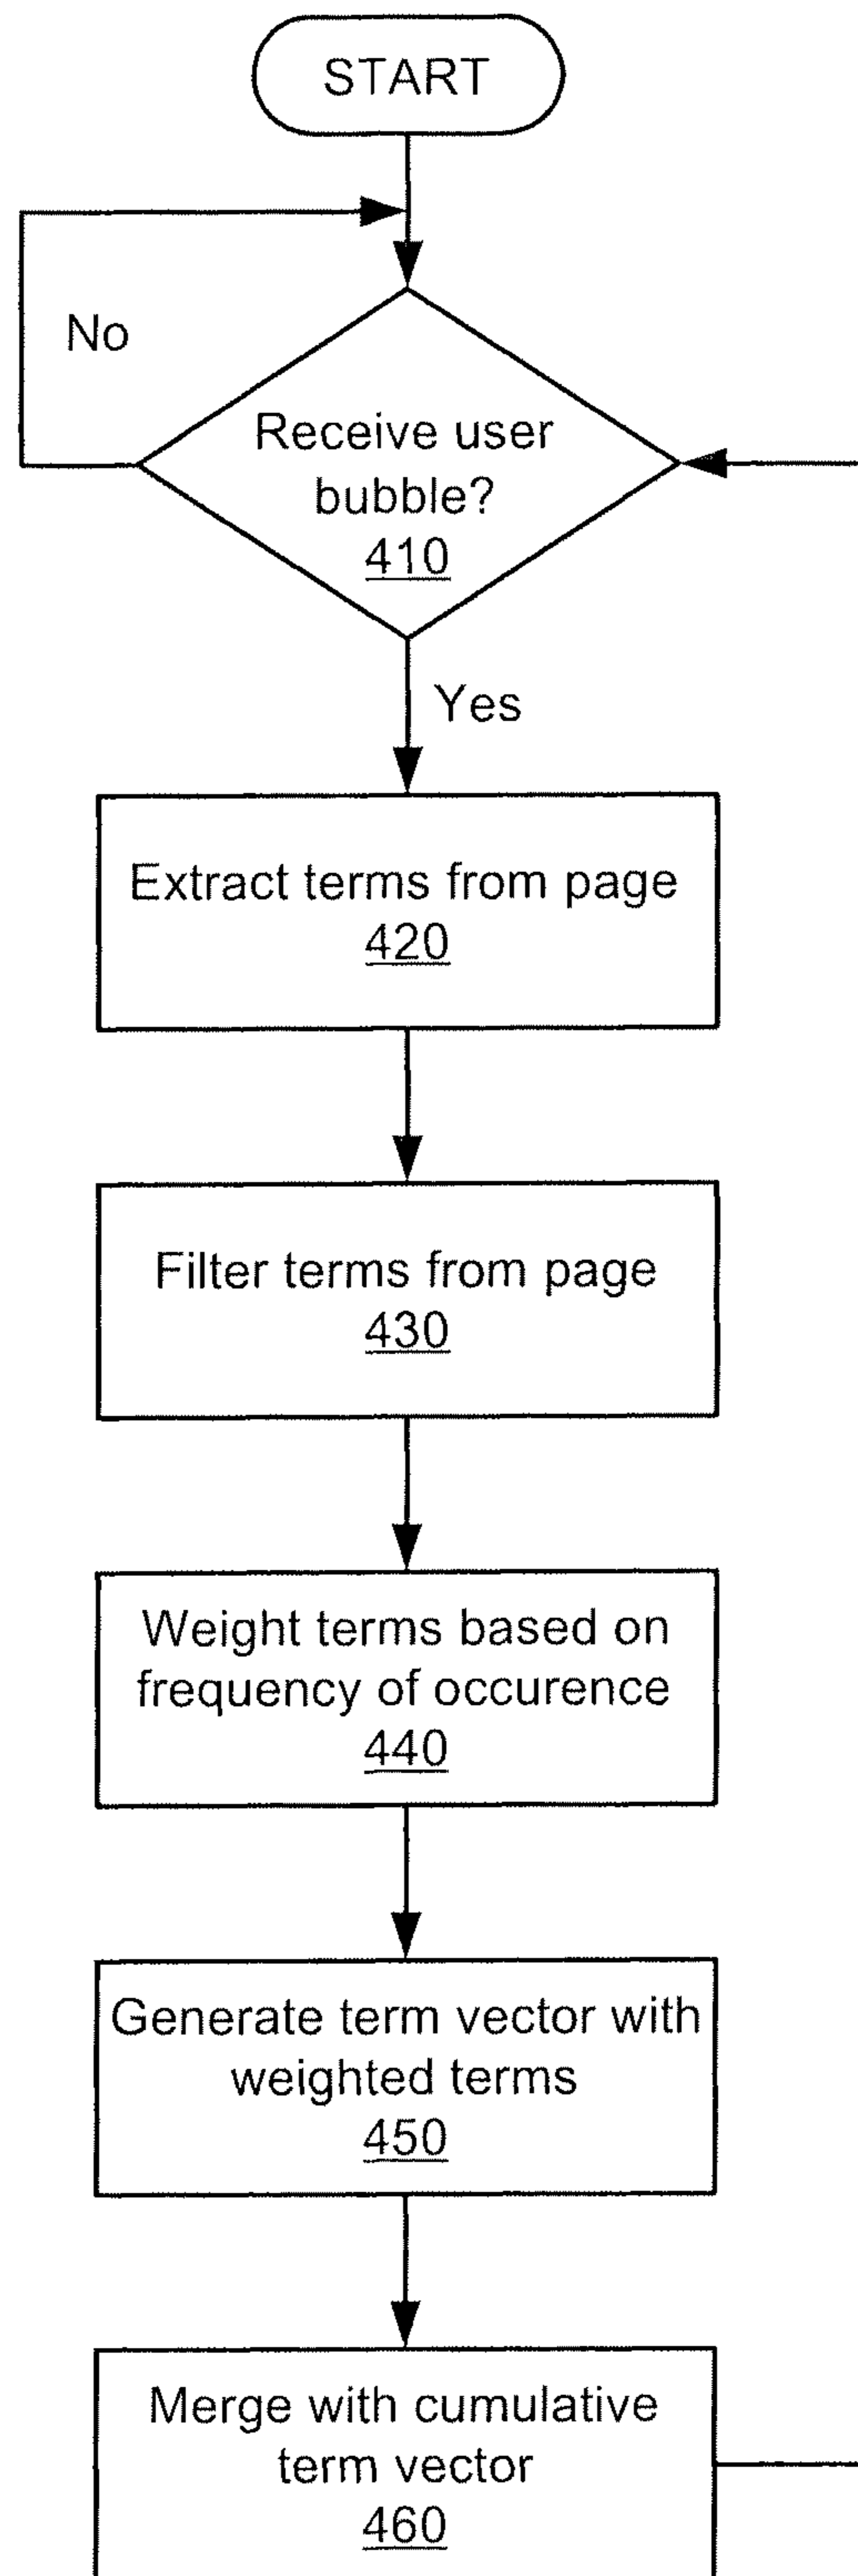 START
No
Receive user
bubble?
410
Yes
Extract terms from page
420
Filter terms from page
430
Weight terms based on
frequency of occurence
440
Generate term vector with
weighted terms
450
Merge with cumulative
term vector
460